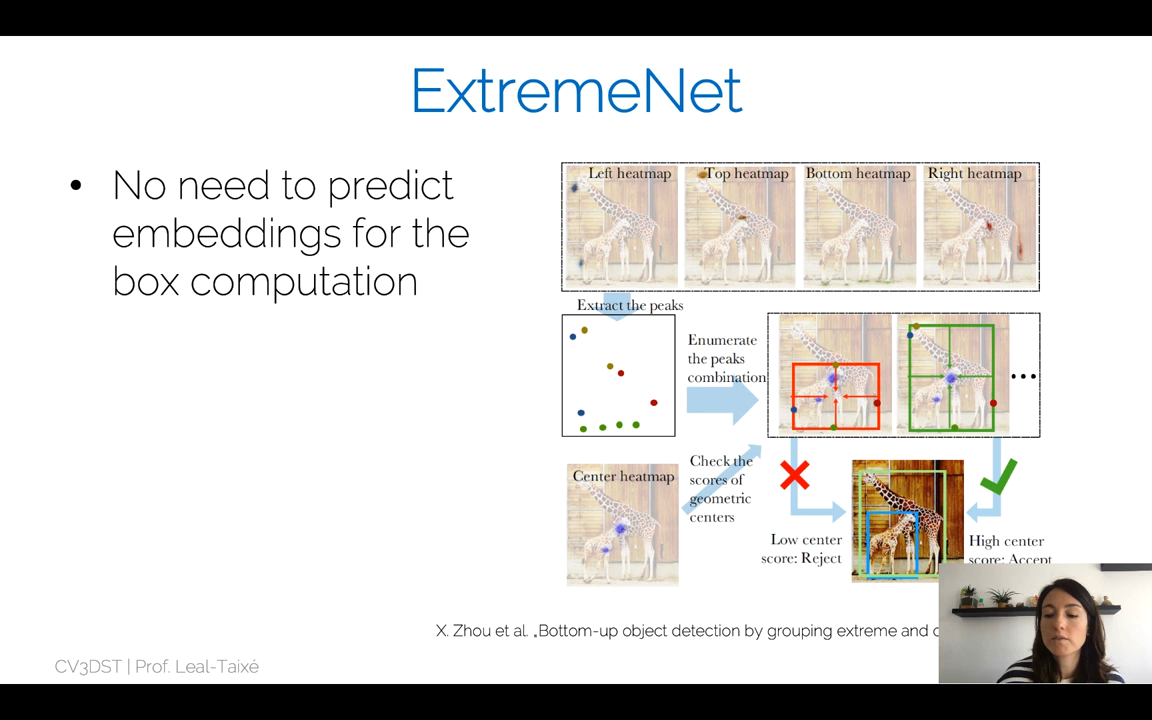 ExtremeNet
• No need to predict
embeddings for the
box computation
Left heatmap
Top heatmap
Bottom heatmap
Right heatmap
Extract the peaks
Enumerate
the peaks
combination
Center heatmap
Check the
scores of
geometric
centers
Low center
score: Reject
High center
score: Accept
X. Zhou et al. „Bottom-up object detection by grouping extreme and
CV3DST | Prof. Leal-Taixé